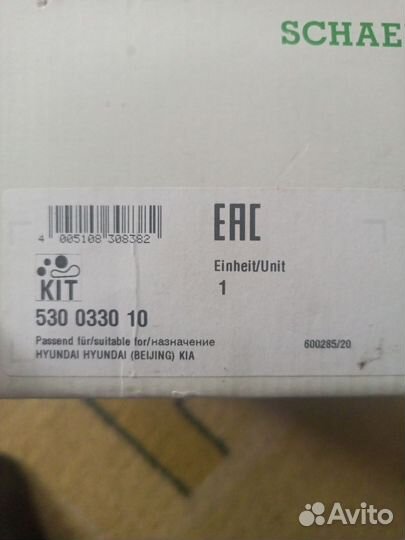 SCHAE
4 005108 308382
EAC
KIT
Einheit/Unit
1
530 0330 10
Passend für/suitable for/назначение
HYUNDAI HYUNDAI (BEIJING) KIA
600285/20
Avito